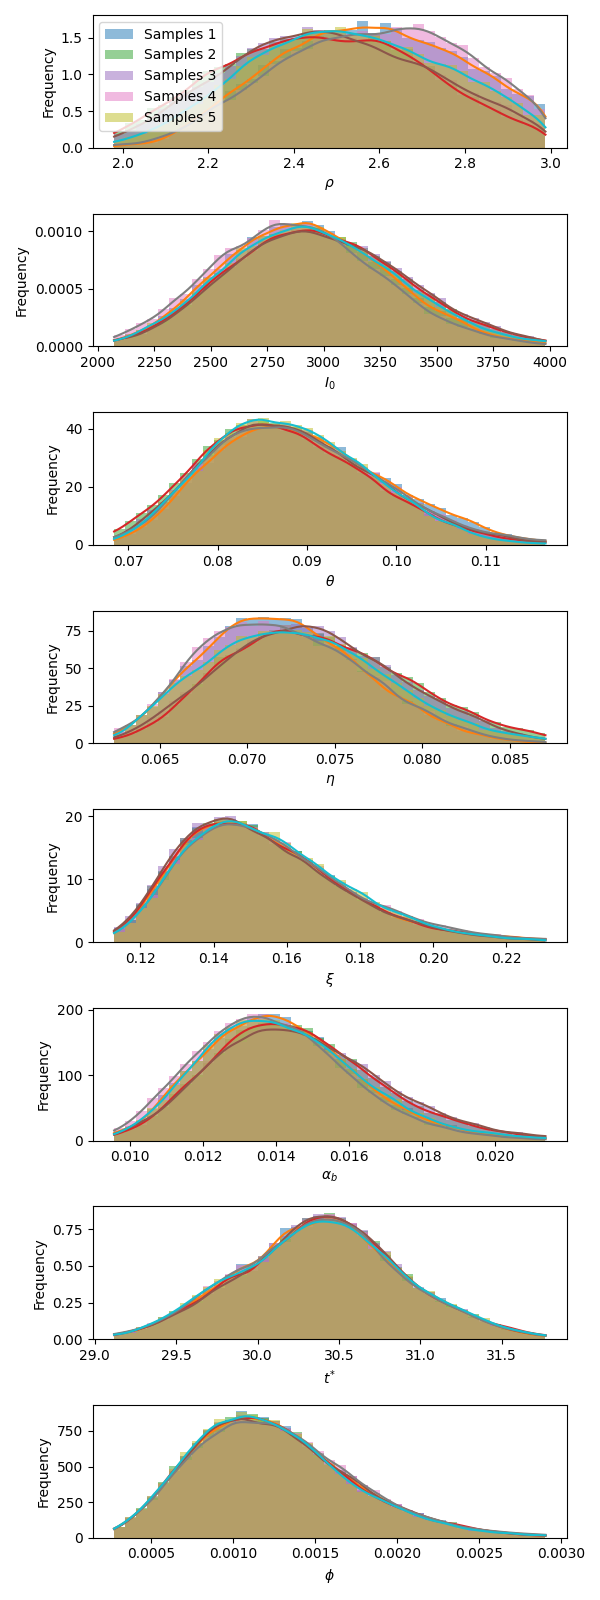 Samples 1
Samples 2
Samples 3
Samples 4
Samples 5
Frequency
0.0 0.5 1.0 1.5
2.0 2.2 2.4 2.6 2.8 3.0
ρ
Frequency
0.0000 0.0005 0.0010
2000 2250 2500 2750 3000 3250 3500 3750 4000
I₀
Frequency
0 20 40
0.07 0.08 0.09 0.10 0.11
θ
Frequency
0 25 50 75
0.065 0.070 0.075 0.080 0.085
η
Frequency
0 10 20
0.12 0.14 0.16 0.18 0.20 0.22
ξ
Frequency
0 100 200
0.010 0.012 0.014 0.016 0.018 0.020
α_b
Frequency
0.00 0.25 0.50 0.75
29.0 29.5 30.0 30.5 31.0 31.5
t*
Frequency
0 250 500 750
0.0005 0.0010 0.0015 0.0020 0.0025 0.0030
ϕ